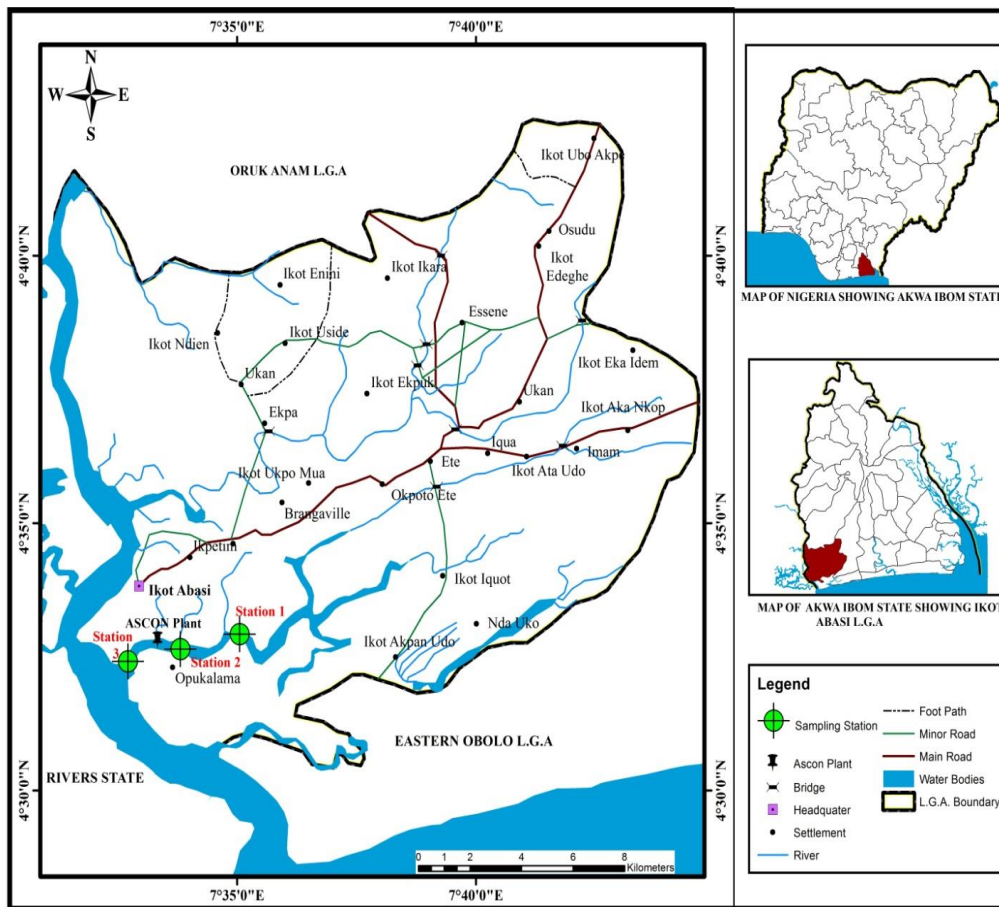 7°35'0"E
7°40'0"E
N
W
E
S
ORUK ANAM L.G.A
Ikot Ubo Akpe
Osudu
Ikot
Edeghe
4°40'0"N
4°40'0"N
Ikot Enini
Ikot Ikara
Essene
Ikot Ndien
Ikot Uside
Ikot Eka Idem
Ukan
Ikot Ekpuk
Ukan
Ikot Aka Nkop
Ekpa
Iqua
Imam
Ikot Ata Udo
Ete
Ikot Ukpo Mua
Okpoto Ete
Brangaville
4°35'0"N
4°35'0"N
Ikpetim
Ikot Abasi
Ikot Iquot
Station 1
ASCON Plant
Nda Uko
Station
3
Station 2
Ikot Akpan Udo
Opukalama
EASTERN OBOLO L.G.A
RIVERS STATE
4°30'0"N
4°30'0"N
0 1 2 4 6 8
Kilometers
7°35'0"E
7°40'0"E
MAP OF NIGERIA SHOWING AKWA IBOM STATE
MAP OF AKWA IBOM STATE SHOWING IKOT
ABASI L.G.A
Legend
Sampling Station
Ascon Plant
Bridge
Headquater
Settlement
River
Foot Path
Minor Road
Main Road
Water Bodies
L.G.A. Boundary